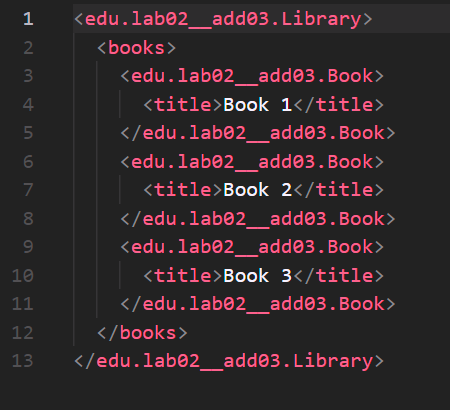 1 <edu.lab02__add03.Library>
2 <books>
3 <edu.lab02__add03.Book>
4 <title>Book 1</title>
5 </edu.lab02__add03.Book>
6 <edu.lab02__add03.Book>
7 <title>Book 2</title>
8 </edu.lab02__add03.Book>
9 <edu.lab02__add03.Book>
10 <title>Book 3</title>
11 </edu.lab02__add03.Book>
12 </books>
13 </edu.lab02__add03.Library>